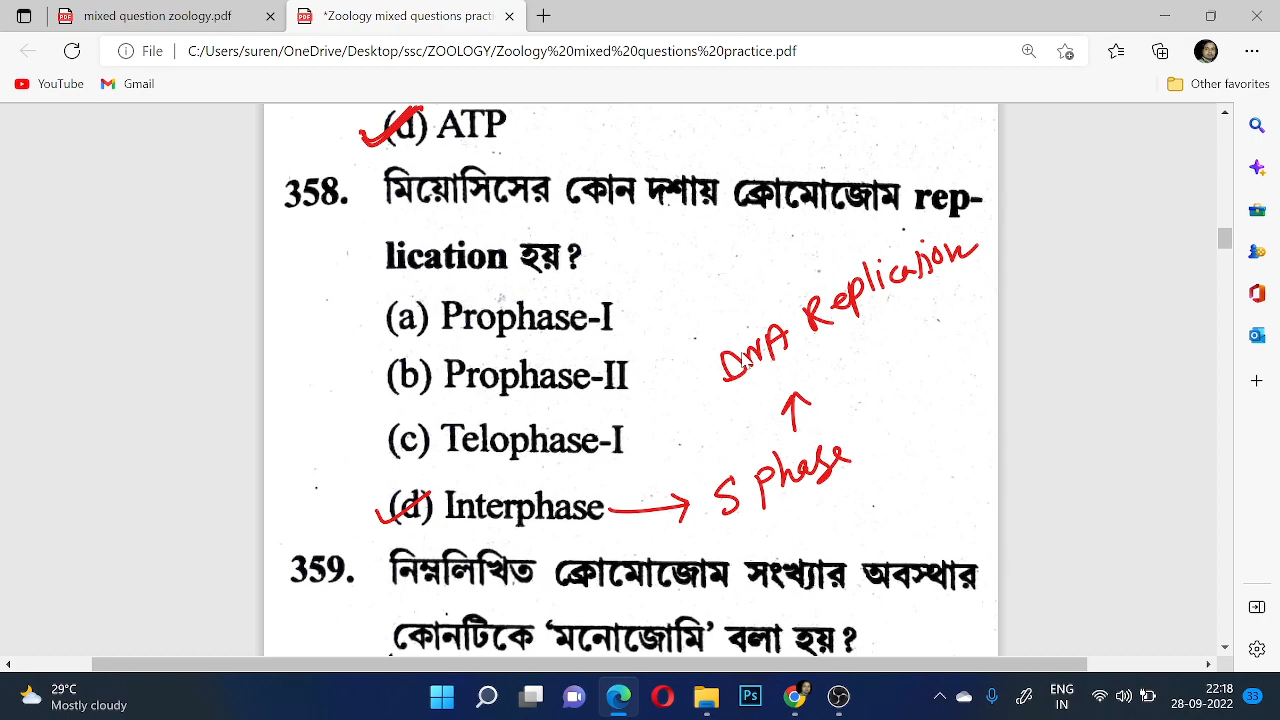 mixed question zoology.pdf
*Zoology mixed questions practic
File
C:/Users/suren/OneDrive/Desktop/ssc/ZOOLOGY/Zoology%20mixed%20questions%20practice.pdf
YouTube
Gmail
Other favorites
(d) ATP
358. মিয়োসিসের কোন দশায় ক্রোমোজোম rep-
lication হয়?
(a) Prophase-I
(b) Prophase-II
(c) Telophase-I
(d) Interphase
DNA Replication
S Phase
359. নিম্নলিখিত ক্রোমোজোম সংখ্যার অবস্থার
কোনটিকে ‘মনোজোমি’ বলা হয়?
29°C
Mostly cloudy
Ps
ENG
IN
22:18
28-09-2022
33